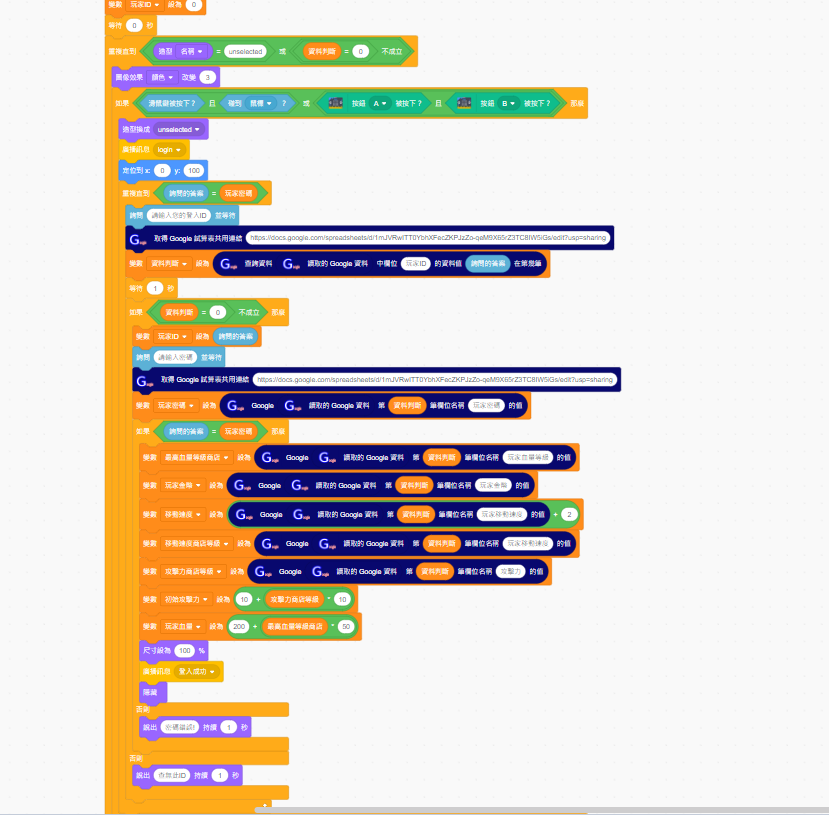 變數 玩家ID 設為 0
等待 0 秒
重複直到 造型 名稱 = unselected 或 資料判斷 = 0 不成立
圖像效果 顏色 改變 3
如果 滑鼠鍵被按下? 且 碰到 鼠標 ? 或 按鈕 A 被按下? 且 按鈕 B 被按下? 那麼
造型換成 unselected
廣播訊息 login
定位到 x: 0 y: 100
重複直到 詢問的答案 = 玩家密碼
詢問 請輸入您的登入ID 並等待
取得 Google 試算表共用連結 https://docs.google.com/spreadsheets/d/1mJVRwITT0YbhXFecZKPJzZo-qeM9X65rZ3TC8IW5iGs/edit?usp=sharing
變數 資料判斷 設為 查詢資料 讀取的 Google 資料 中欄位 玩家ID 的資料值 詢問的答案 在第幾筆
等待 1 秒
如果 資料判斷 = 0 不成立 那麼
變數 玩家ID 設為 詢問的答案
詢問 請輸入密碼 並等待
取得 Google 試算表共用連結 https://docs.google.com/spreadsheets/d/1mJVRwITT0YbhXFecZKPJzZo-qeM9X65rZ3TC8IW5iGs/edit?usp=sharing
變數 玩家密碼 設為 Google 讀取的 Google 資料 第 資料判斷 筆欄位名稱 玩家密碼 的值
如果 詢問的答案 = 玩家密碼 那麼
變數 最高血量等級商店 設為 Google 讀取的 Google 資料 第 資料判斷 筆欄位名稱 玩家血量等級 的值
變數 玩家金幣 設為 Google 讀取的 Google 資料 第 資料判斷 筆欄位名稱 玩家金幣 的值
變數 移動速度 設為 Google 讀取的 Google 資料 第 資料判斷 筆欄位名稱 玩家移動速度 的值 + 2
變數 移動速度商店等級 設為 Google 讀取的 Google 資料 第 資料判斷 筆欄位名稱 玩家移動速度 的值
變數 攻擊力商店等級 設為 Google 讀取的 Google 資料 第 資料判斷 筆欄位名稱 攻擊力 的值
變數 初始攻擊力 設為 10 + 攻擊力商店等級 * 10
變數 玩家血量 設為 200 + 最高血量等級商店 * 50
尺寸設為 100 %
廣播訊息 登入成功
隱藏
否則
說出 密碼錯誤! 持續 1 秒
否則
說出 查無此ID 持續 1 秒